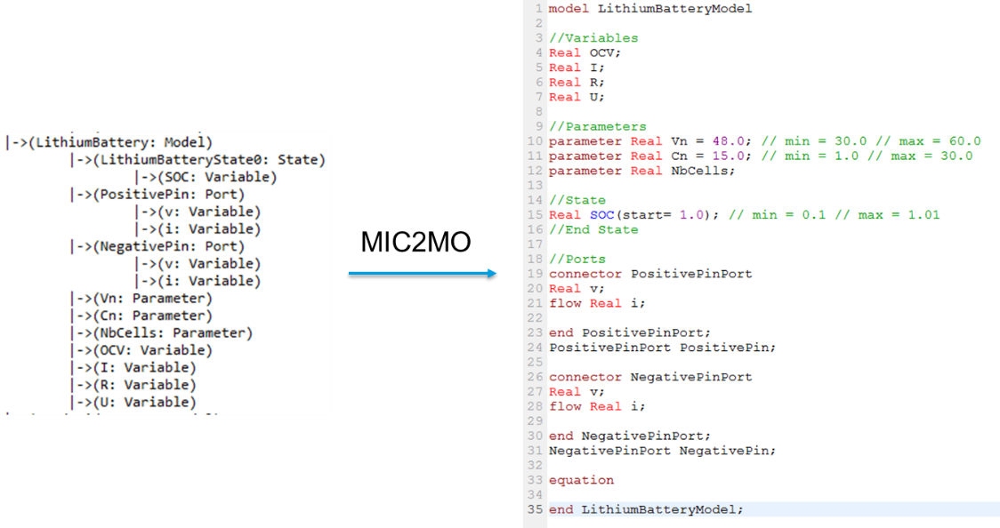 |->(LithiumBattery: Model)
|->(LithiumBatteryState0: State)
|->(SOC: Variable)
|->(PositivePin: Port)
|->(v: Variable)
|->(i: Variable)
|->(NegativePin: Port)
|->(v: Variable)
|->(i: Variable)
|->(Vn: Parameter)
|->(Cn: Parameter)
|->(NbCells: Parameter)
|->(OCV: Variable)
|->(I: Variable)
|->(R: Variable)
|->(U: Variable)
MIC2MO
1 model LithiumBatteryModel
2
3 //Variables
4 Real OCV;
5 Real I;
6 Real R;
7 Real U;
8
9 //Parameters
10 parameter Real Vn = 48.0; // min = 30.0 // max = 60.0
11 parameter Real Cn = 15.0; // min = 1.0 // max = 30.0
12 parameter Real NbCells;
13
14 //State
15 Real SOC(start= 1.0); // min = 0.1 // max = 1.01
16 //End State
17
18 //Ports
19 connector PositivePinPort
20 Real v;
21 flow Real i;
22
23 end PositivePinPort;
24 PositivePinPort PositivePin;
25
26 connector NegativePinPort
27 Real v;
28 flow Real i;
29
30 end NegativePinPort;
31 NegativePinPort NegativePin;
32
33 equation
34
35 end LithiumBatteryModel;